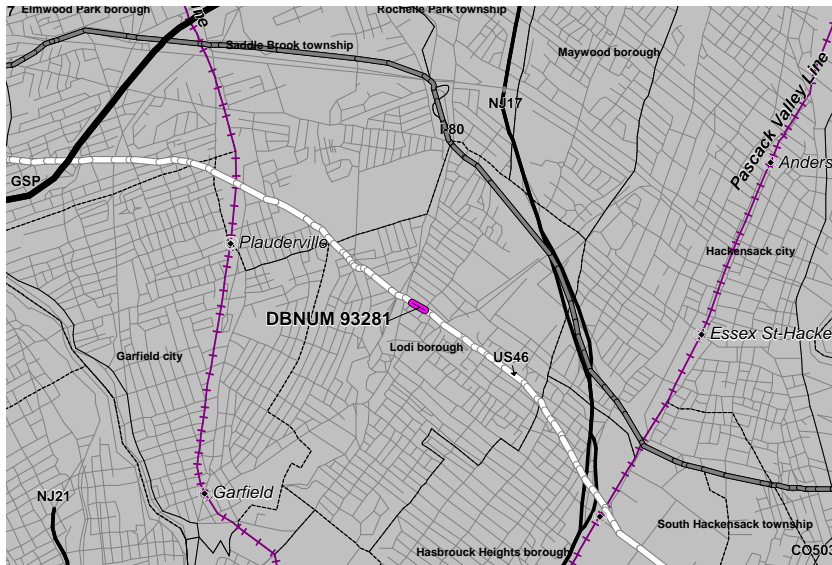 7 Elmwood Park borough
Rochelle Park township
Saddle Brook township
Maywood borough
NJ17
Pascack Valley Line
I-80
Anders
GSP
Plauderville
Hackensack city
DBNUM 93281
Essex St-Hacke
Lodi borough
Garfield city
US46
Garfield
NJ21
South Hackensack township
Hasbrouck Heights borough
CO503